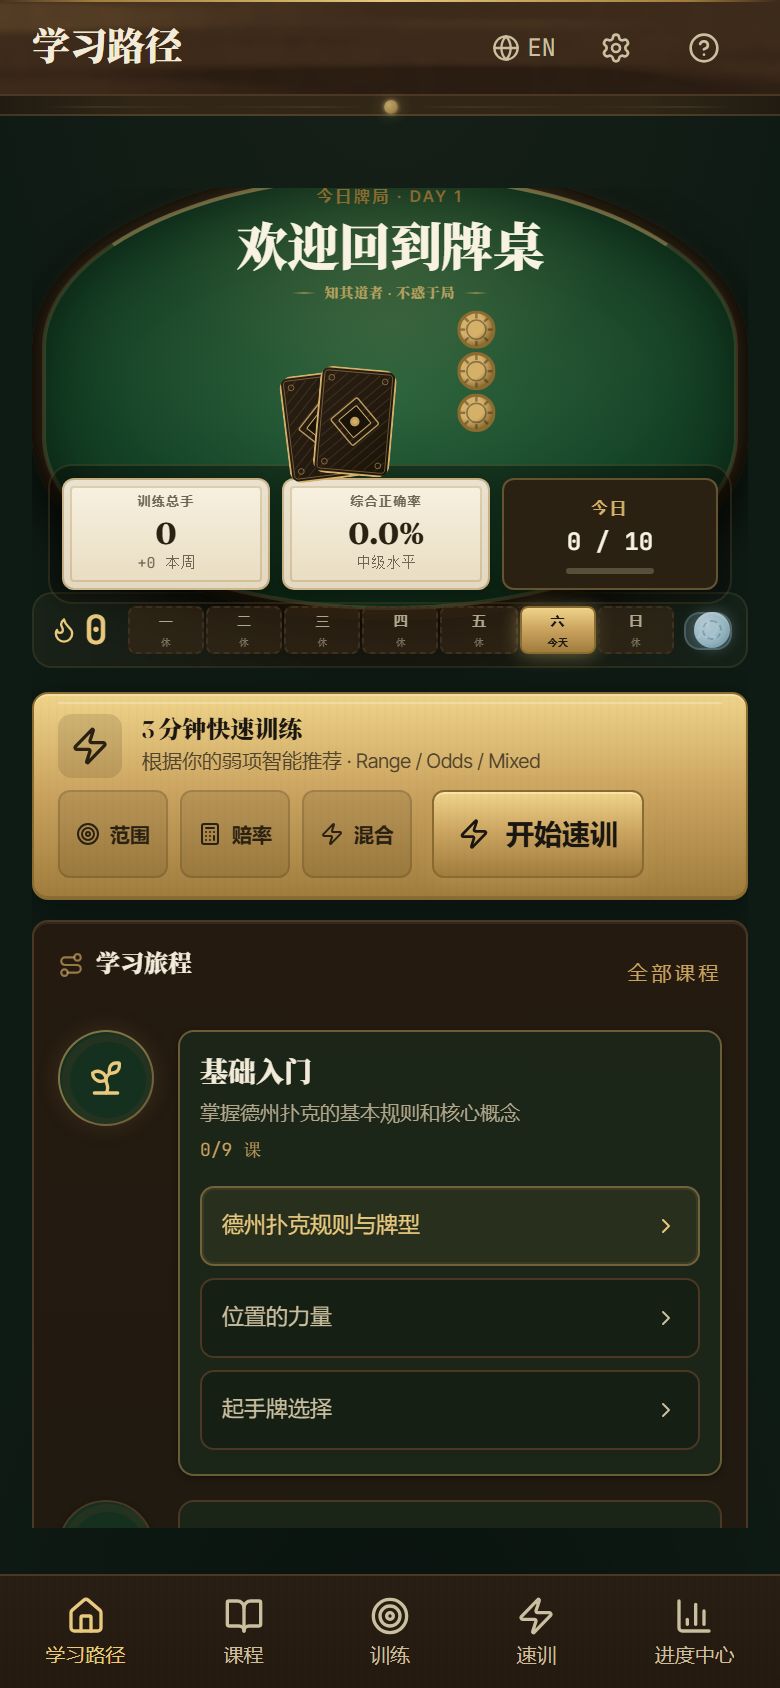 学习路径
EN
今日牌局 · DAY 1
欢迎回到牌桌
知其道者 · 不惑于局
训练总手
0
+0 本周
综合正确率
0.0%
中级水平
今日
0 / 10
0
一
休
二
休
三
休
四
休
五
休
六
今天
日
休
5 分钟快速训练
根据你的弱项智能推荐 · Range / Odds / Mixed
范围
赔率
混合
开始速训
学习旅程
全部课程
基础入门
掌握德州扑克的基本规则和核心概念
0/9 课
德州扑克规则与牌型
位置的力量
起手牌选择
学习路径
课程
训练
速训
进度中心